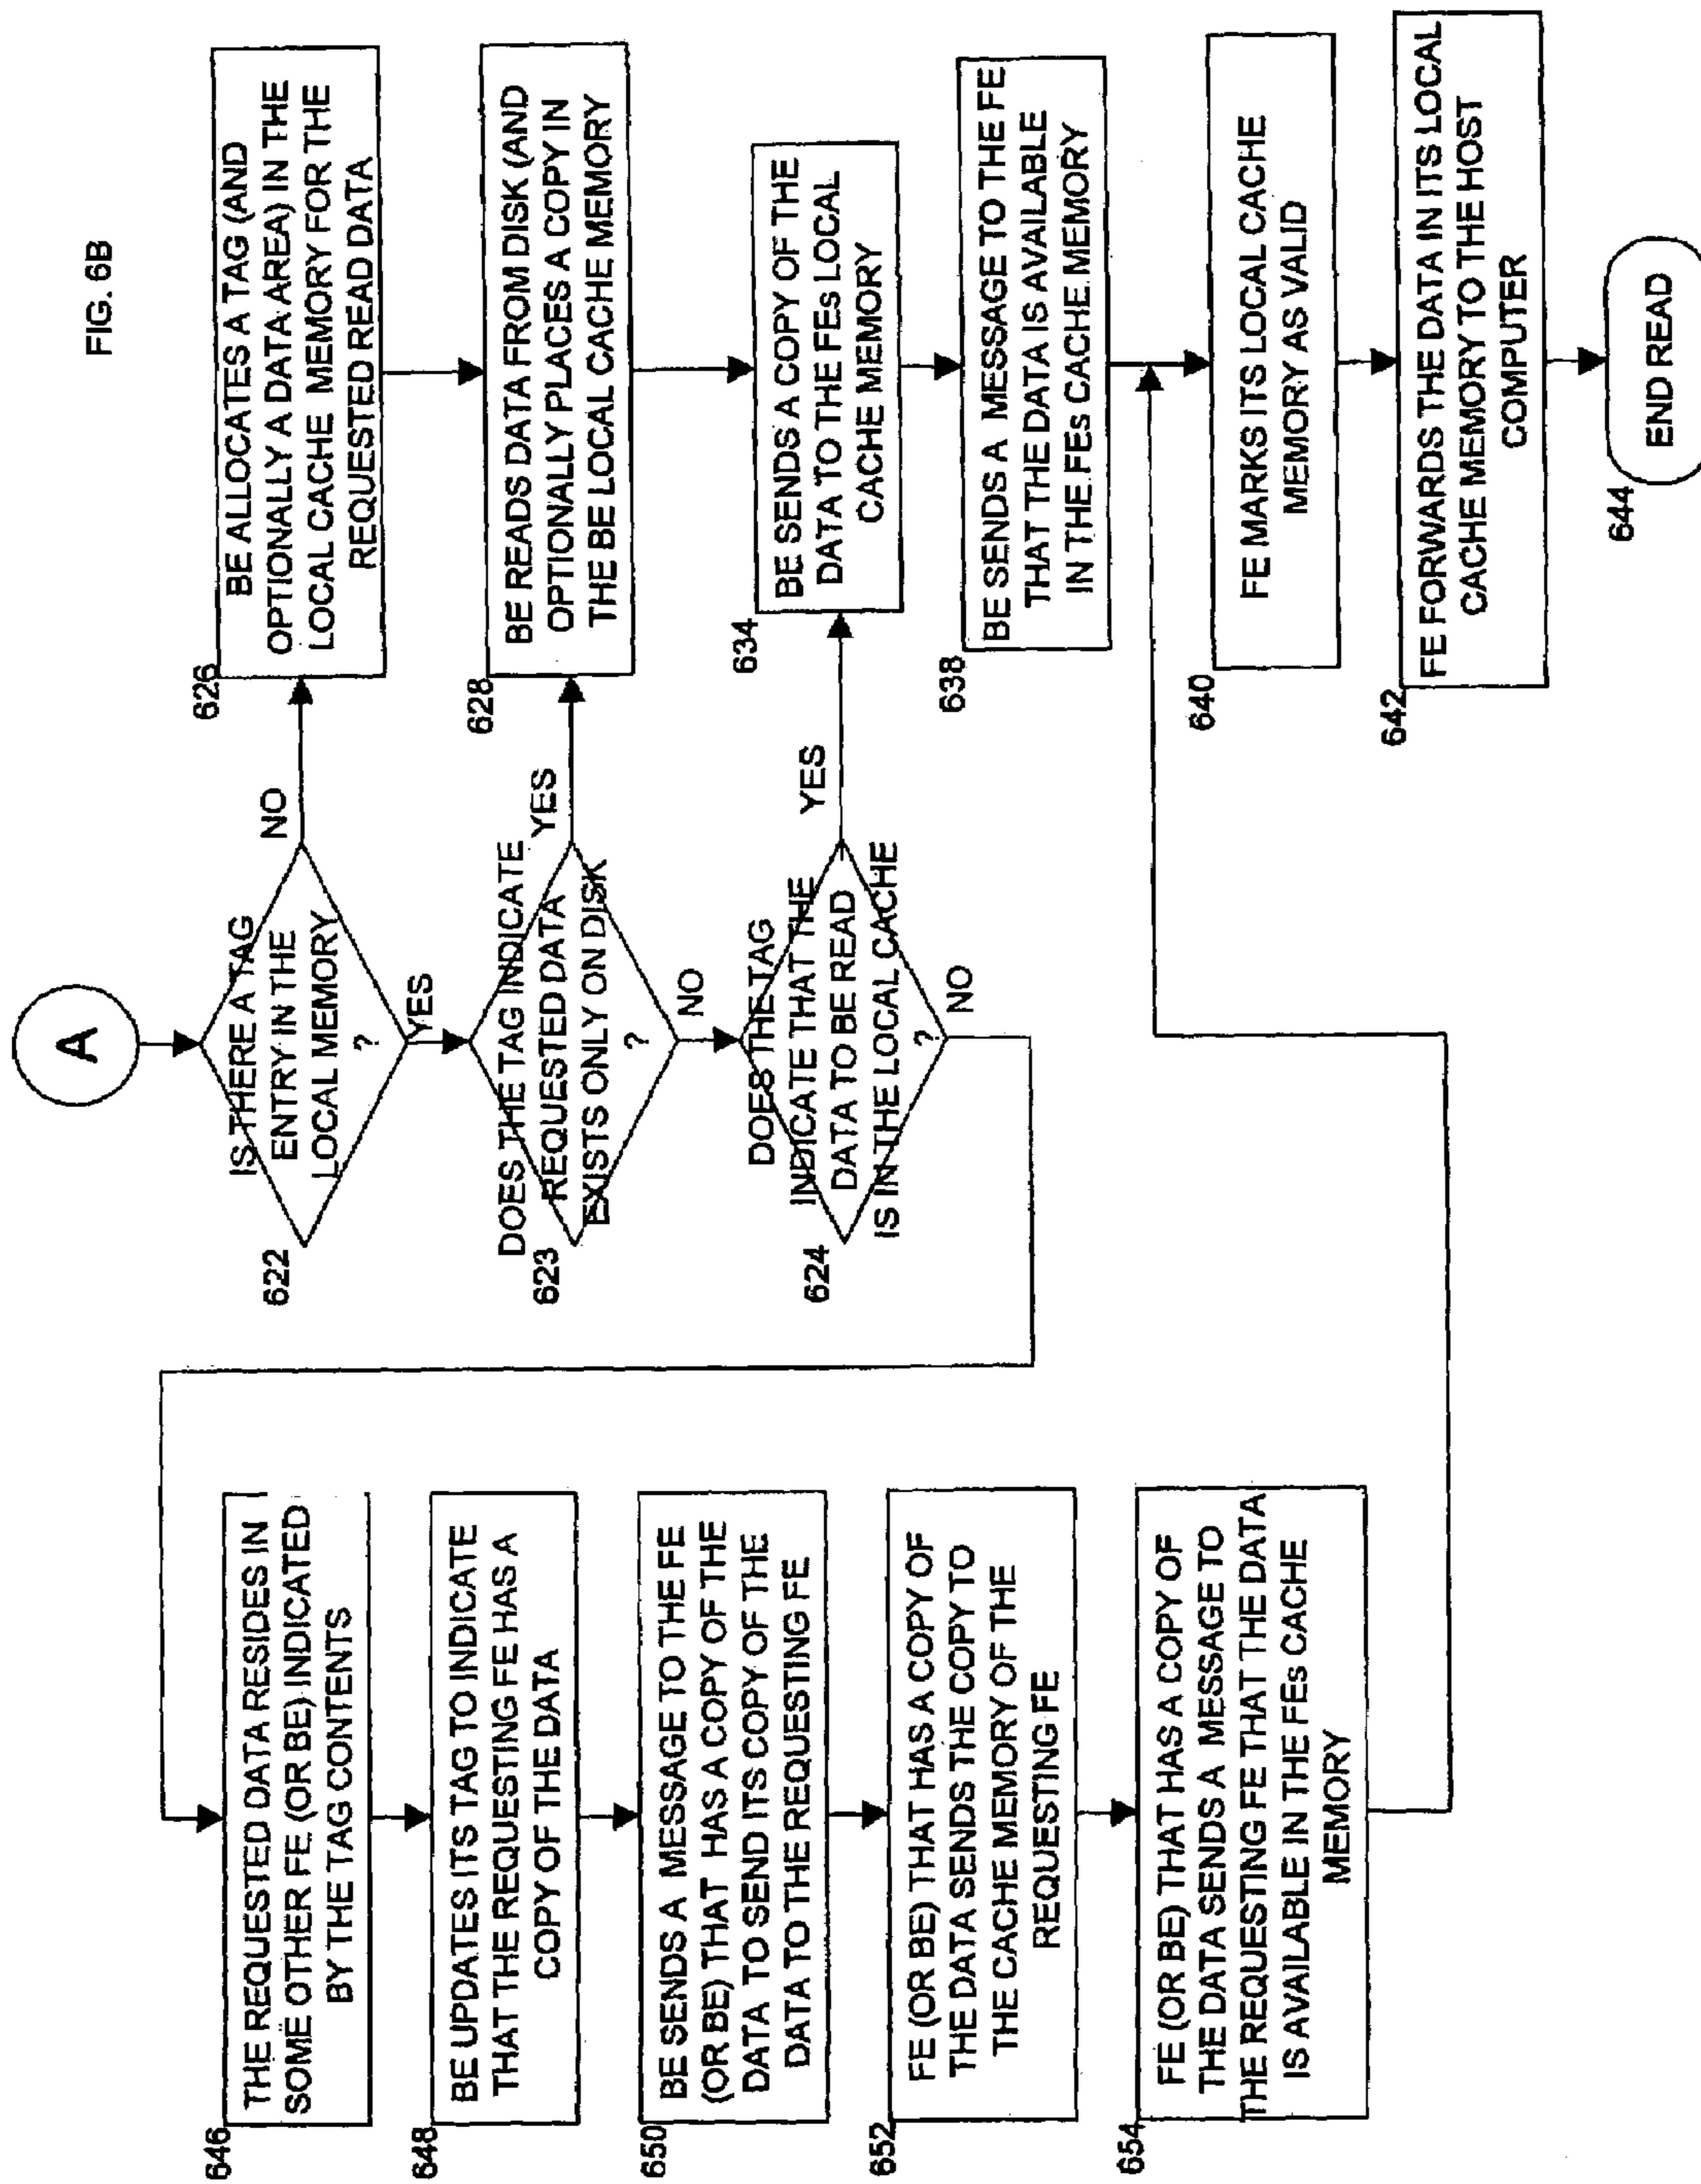 FIG. 6B
A
IS THERE A TAG
ENTRY IN THE
LOCAL MEMORY
?
622
NO
YES
626
BE ALLOCATES A TAG (AND
OPTIONALLY A DATA AREA) IN THE
LOCAL CACHE MEMORY FOR THE
REQUESTED READ DATA
DOES THE TAG INDICATE
REQUESTED DATA
EXISTS ONLY ON DISK
?
623
YES
NO
628
BE READS DATA FROM DISK (AND
OPTIONALLY PLACES A COPY IN
THE BE LOCAL CACHE MEMORY
DOES THE TAG
INDICATE THAT THE
DATA TO BE READ
IS IN THE LOCAL CACHE
?
624
YES
NO
634
BE SENDS A COPY OF THE
DATA TO THE FEs LOCAL
CACHE MEMORY
638
BE SENDS A MESSAGE TO THE FE
THAT THE DATA IS AVAILABLE
IN THE FEs CACHE MEMORY
640
FE MARKS ITS LOCAL CACHE
MEMORY AS VALID
642
FE FORWARDS THE DATA IN ITS LOCAL
CACHE MEMORY TO THE HOST
COMPUTER
644
END READ
646
THE REQUESTED DATA RESIDES IN
SOME OTHER FE (OR BE) INDICATED
BY THE TAG CONTENTS
648
BE UPDATES ITS TAG TO INDICATE
THAT THE REQUESTING FE HAS A
COPY OF THE DATA
650
BE SENDS A MESSAGE TO THE FE
(OR BE) THAT HAS A COPY OF THE
DATA TO SEND ITS COPY OF THE
DATA TO THE REQUESTING FE
652
FE (OR BE) THAT HAS A COPY OF
THE DATA SENDS THE COPY TO
THE CACHE MEMORY OF THE
REQUESTING FE
654
FE (OR BE) THAT HAS A COPY OF
THE DATA SENDS A MESSAGE TO
THE REQUESTING FE THAT THE DATA
IS AVAILABLE IN THE FEs CACHE
MEMORY